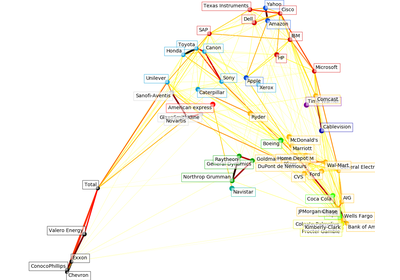 Yahoo
Texas Instruments
Cisco
Dell
Amazon
SAP
IBM
Toyota
Canon
Honda
HP
Microsoft
Unilever
Sony
Apple
Xerox
Sanofi-Aventis
Caterpillar
Comcast
American express
Ryder
Novartis
Cablevision
Boeing
McDonald's
Marriott
Raytheon
Home Depot
Wal-Mart
DuPont de Nemours
Ford
Northrop Grumman
CVS
Total
Navistar
Coca Cola
AIG
JPMorgan Chase
Wells Fargo
Valero Energy
Kimberly-Clark
Exxon
ConocoPhillips
Chevron